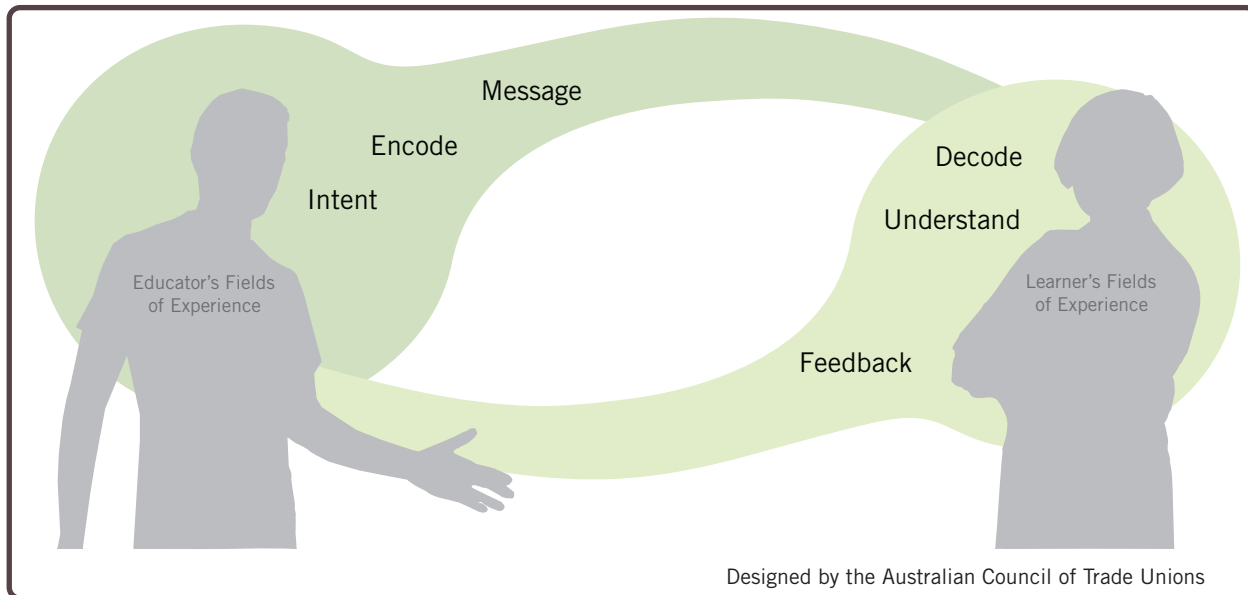 Message
Encode
Intent
Educator's Fields
of Experience
Decode
Understand
Learner's Fields
of Experience
Feedback
Designed by the Australian Council of Trade Unions